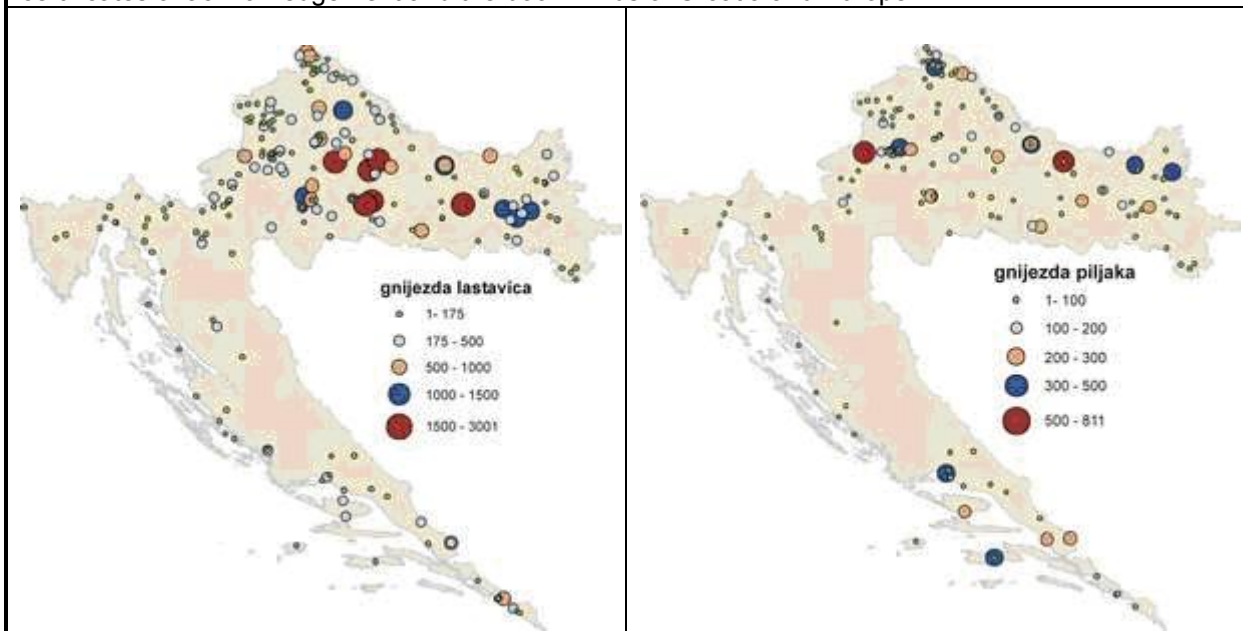 gnijezda lastavica
1- 175
175 - 500
500 - 1000
1000 - 1500
1500 - 3001
gnijezda piljaka
1- 100
100 - 200
200 - 300
300 - 500
500 - 811